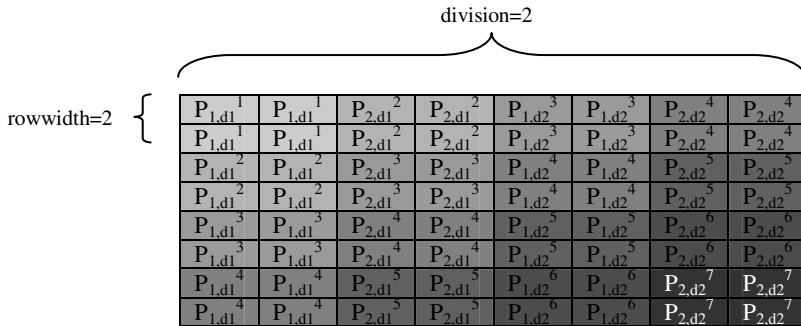 division=2
rowwidth=2
P1,d1^1 P1,d1^1 P2,d1^2 P2,d1^2 P1,d2^3 P1,d2^3 P2,d2^4 P2,d2^4
P1,d1^1 P1,d1^1 P2,d1^2 P2,d1^2 P1,d2^3 P1,d2^3 P2,d2^4 P2,d2^4
P1,d1^2 P1,d1^2 P2,d1^3 P2,d1^3 P1,d2^4 P1,d2^4 P2,d2^5 P2,d2^5
P1,d1^2 P1,d1^2 P2,d1^3 P2,d1^3 P1,d2^4 P1,d2^4 P2,d2^5 P2,d2^5
P1,d1^3 P1,d1^3 P2,d1^4 P2,d1^4 P1,d2^5 P1,d2^5 P2,d2^6 P2,d2^6
P1,d1^3 P1,d1^3 P2,d1^4 P2,d1^4 P1,d2^5 P1,d2^5 P2,d2^6 P2,d2^6
P1,d1^4 P1,d1^4 P2,d1^5 P2,d1^5 P1,d2^6 P1,d2^6 P2,d2^7 P2,d2^7
P1,d1^4 P1,d1^4 P2,d1^5 P2,d1^5 P1,d2^6 P1,d2^6 P2,d2^7 P2,d2^7